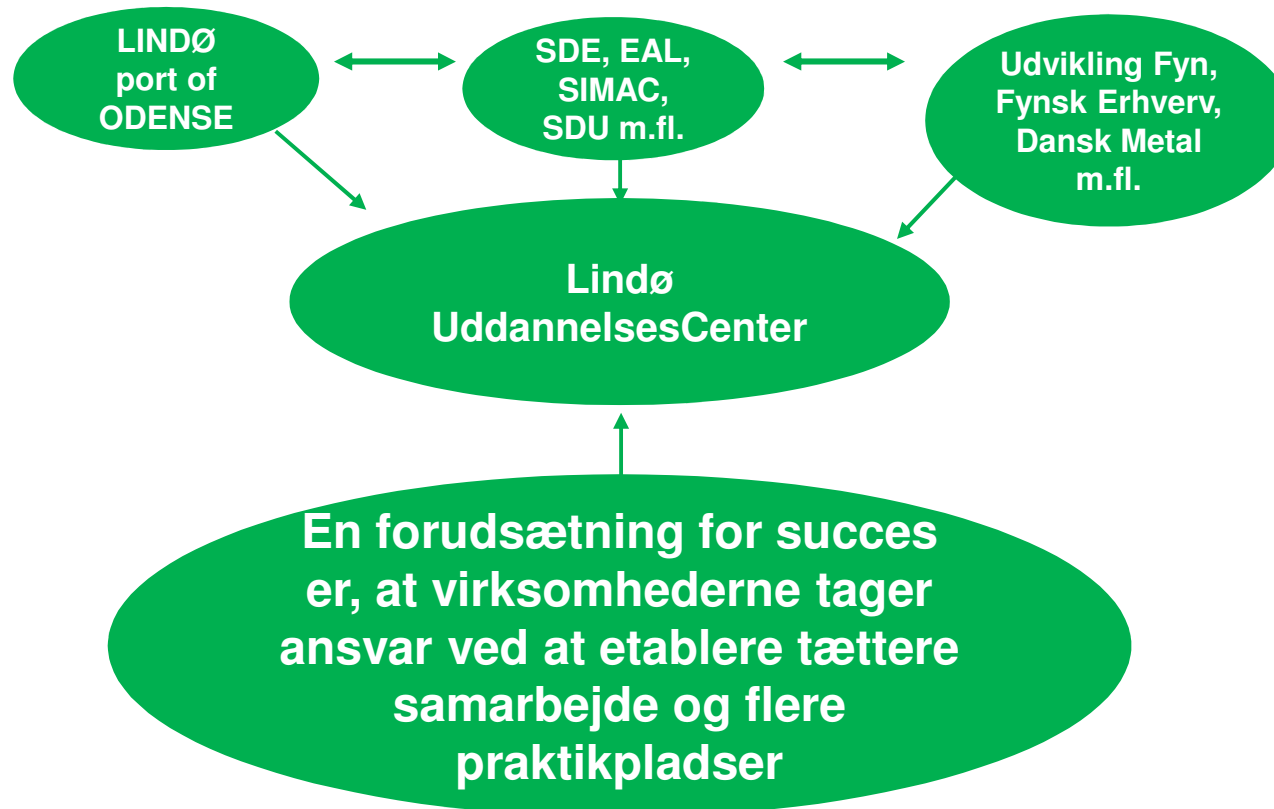 LINDØ
port of
ODENSE
SDE, EAL,
SIMAC,
SDU m.fl.
Udvikling Fyn,
Fynsk Erhverv,
Dansk Metal
m.fl.
Lindø
UddannelsesCenter
En forudsætning for succes
er, at virksomhederne tager
ansvar ved at etablere tættere
samarbejde og flere
praktikpladser